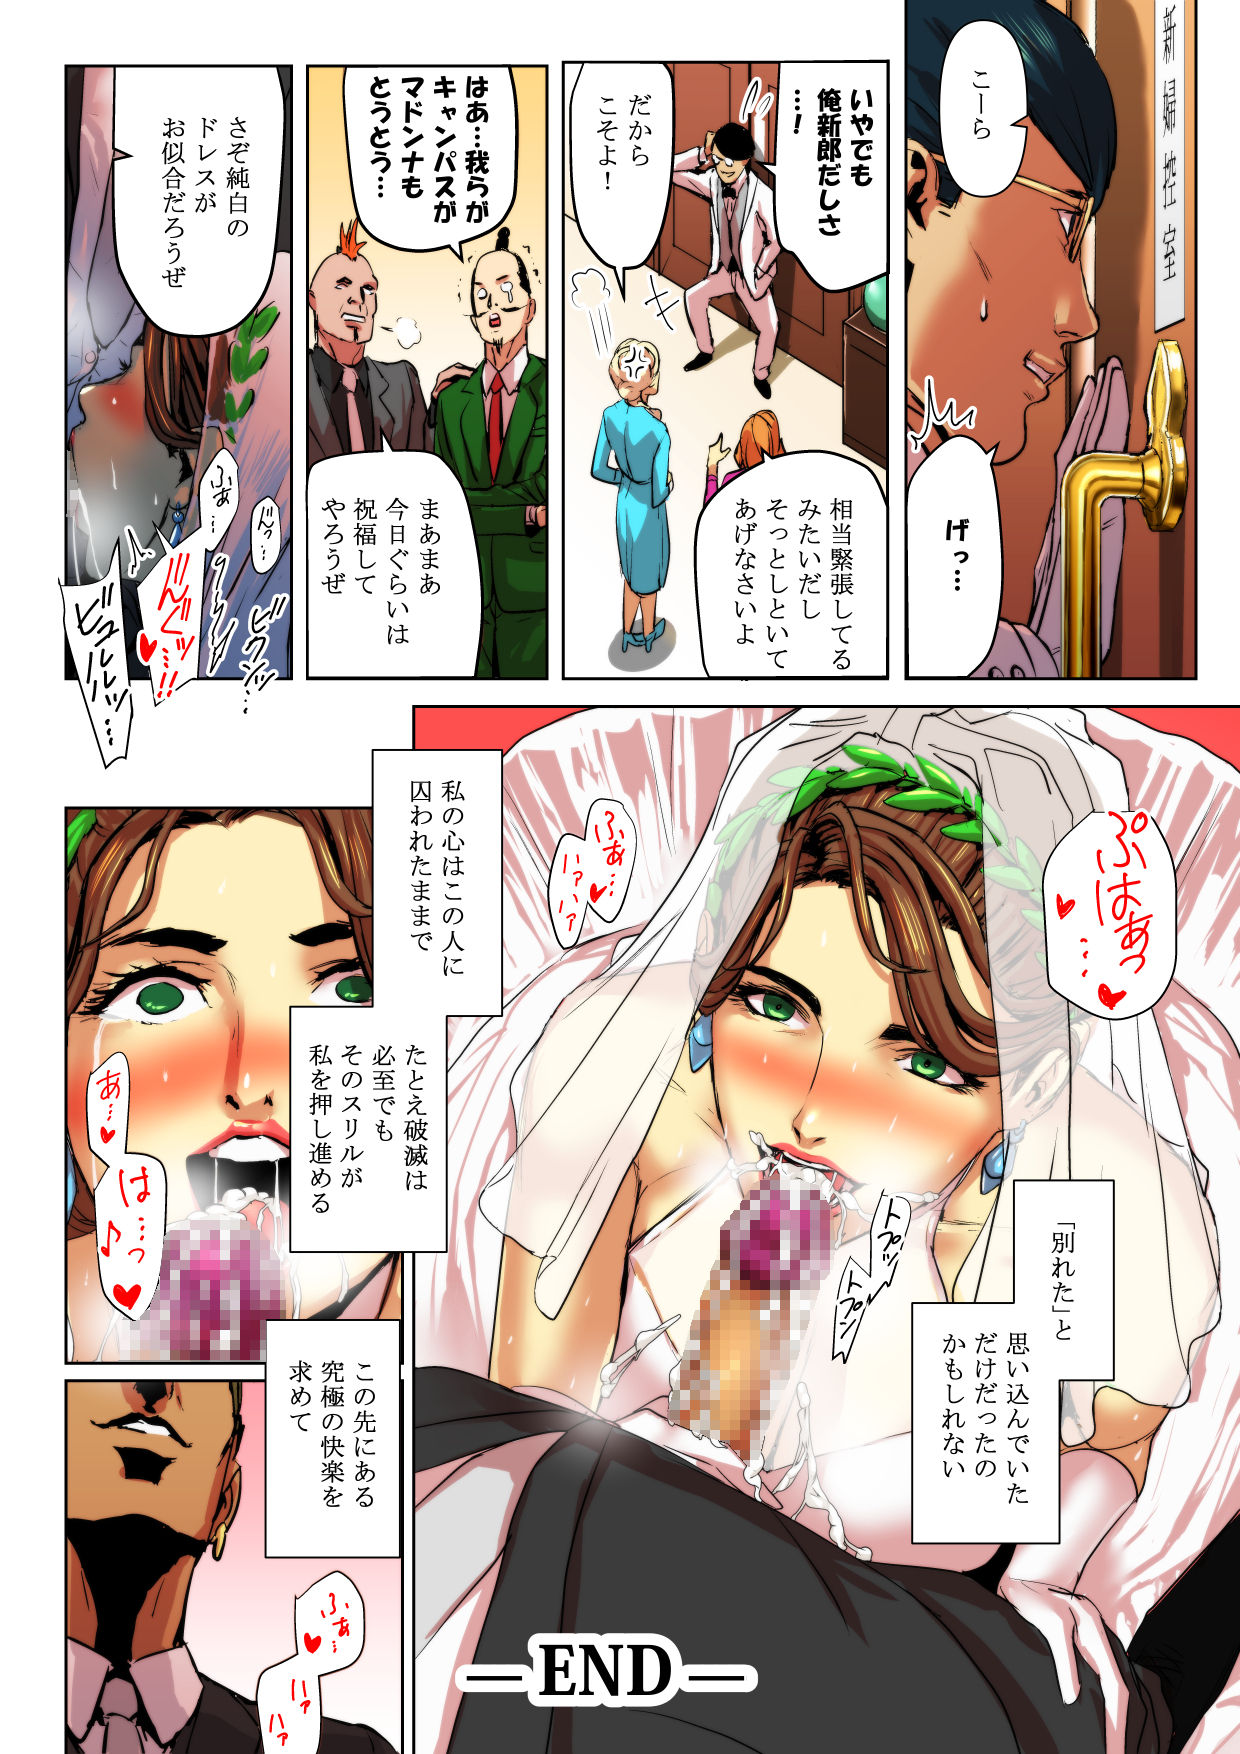 新婦控室
こーら
げっ…
いやでも
俺新郎だしさ
…!
だから
こそよ！
相当緊張してる
みたいだし
そっとしといて
あげなさいよ
はあ…我らが
キャンパスが
マドンナも
とうとう…
まあまあ
今日ぐらいは
祝福して
やろうぜ
さぞ純白の
ドレスが
お似合だろうぜ
ふぁ…
んっ…
んぐッ…!!
ビクンッ…
ビュルルッ…
ぷはぁっ
…
ふぁ…
ハァハァ
トプッ
トプン
「別れた」と
思い込んでいた
だけだったの
かもしれない
私の心はこの人に
囚われたままで
たとえ破滅は
必至でも
そのスリルが
私を押し進める
あ…
は…っ
この先にある
究極の快楽を
求めて
ふぁ…
ハァ
ハァ
— END —